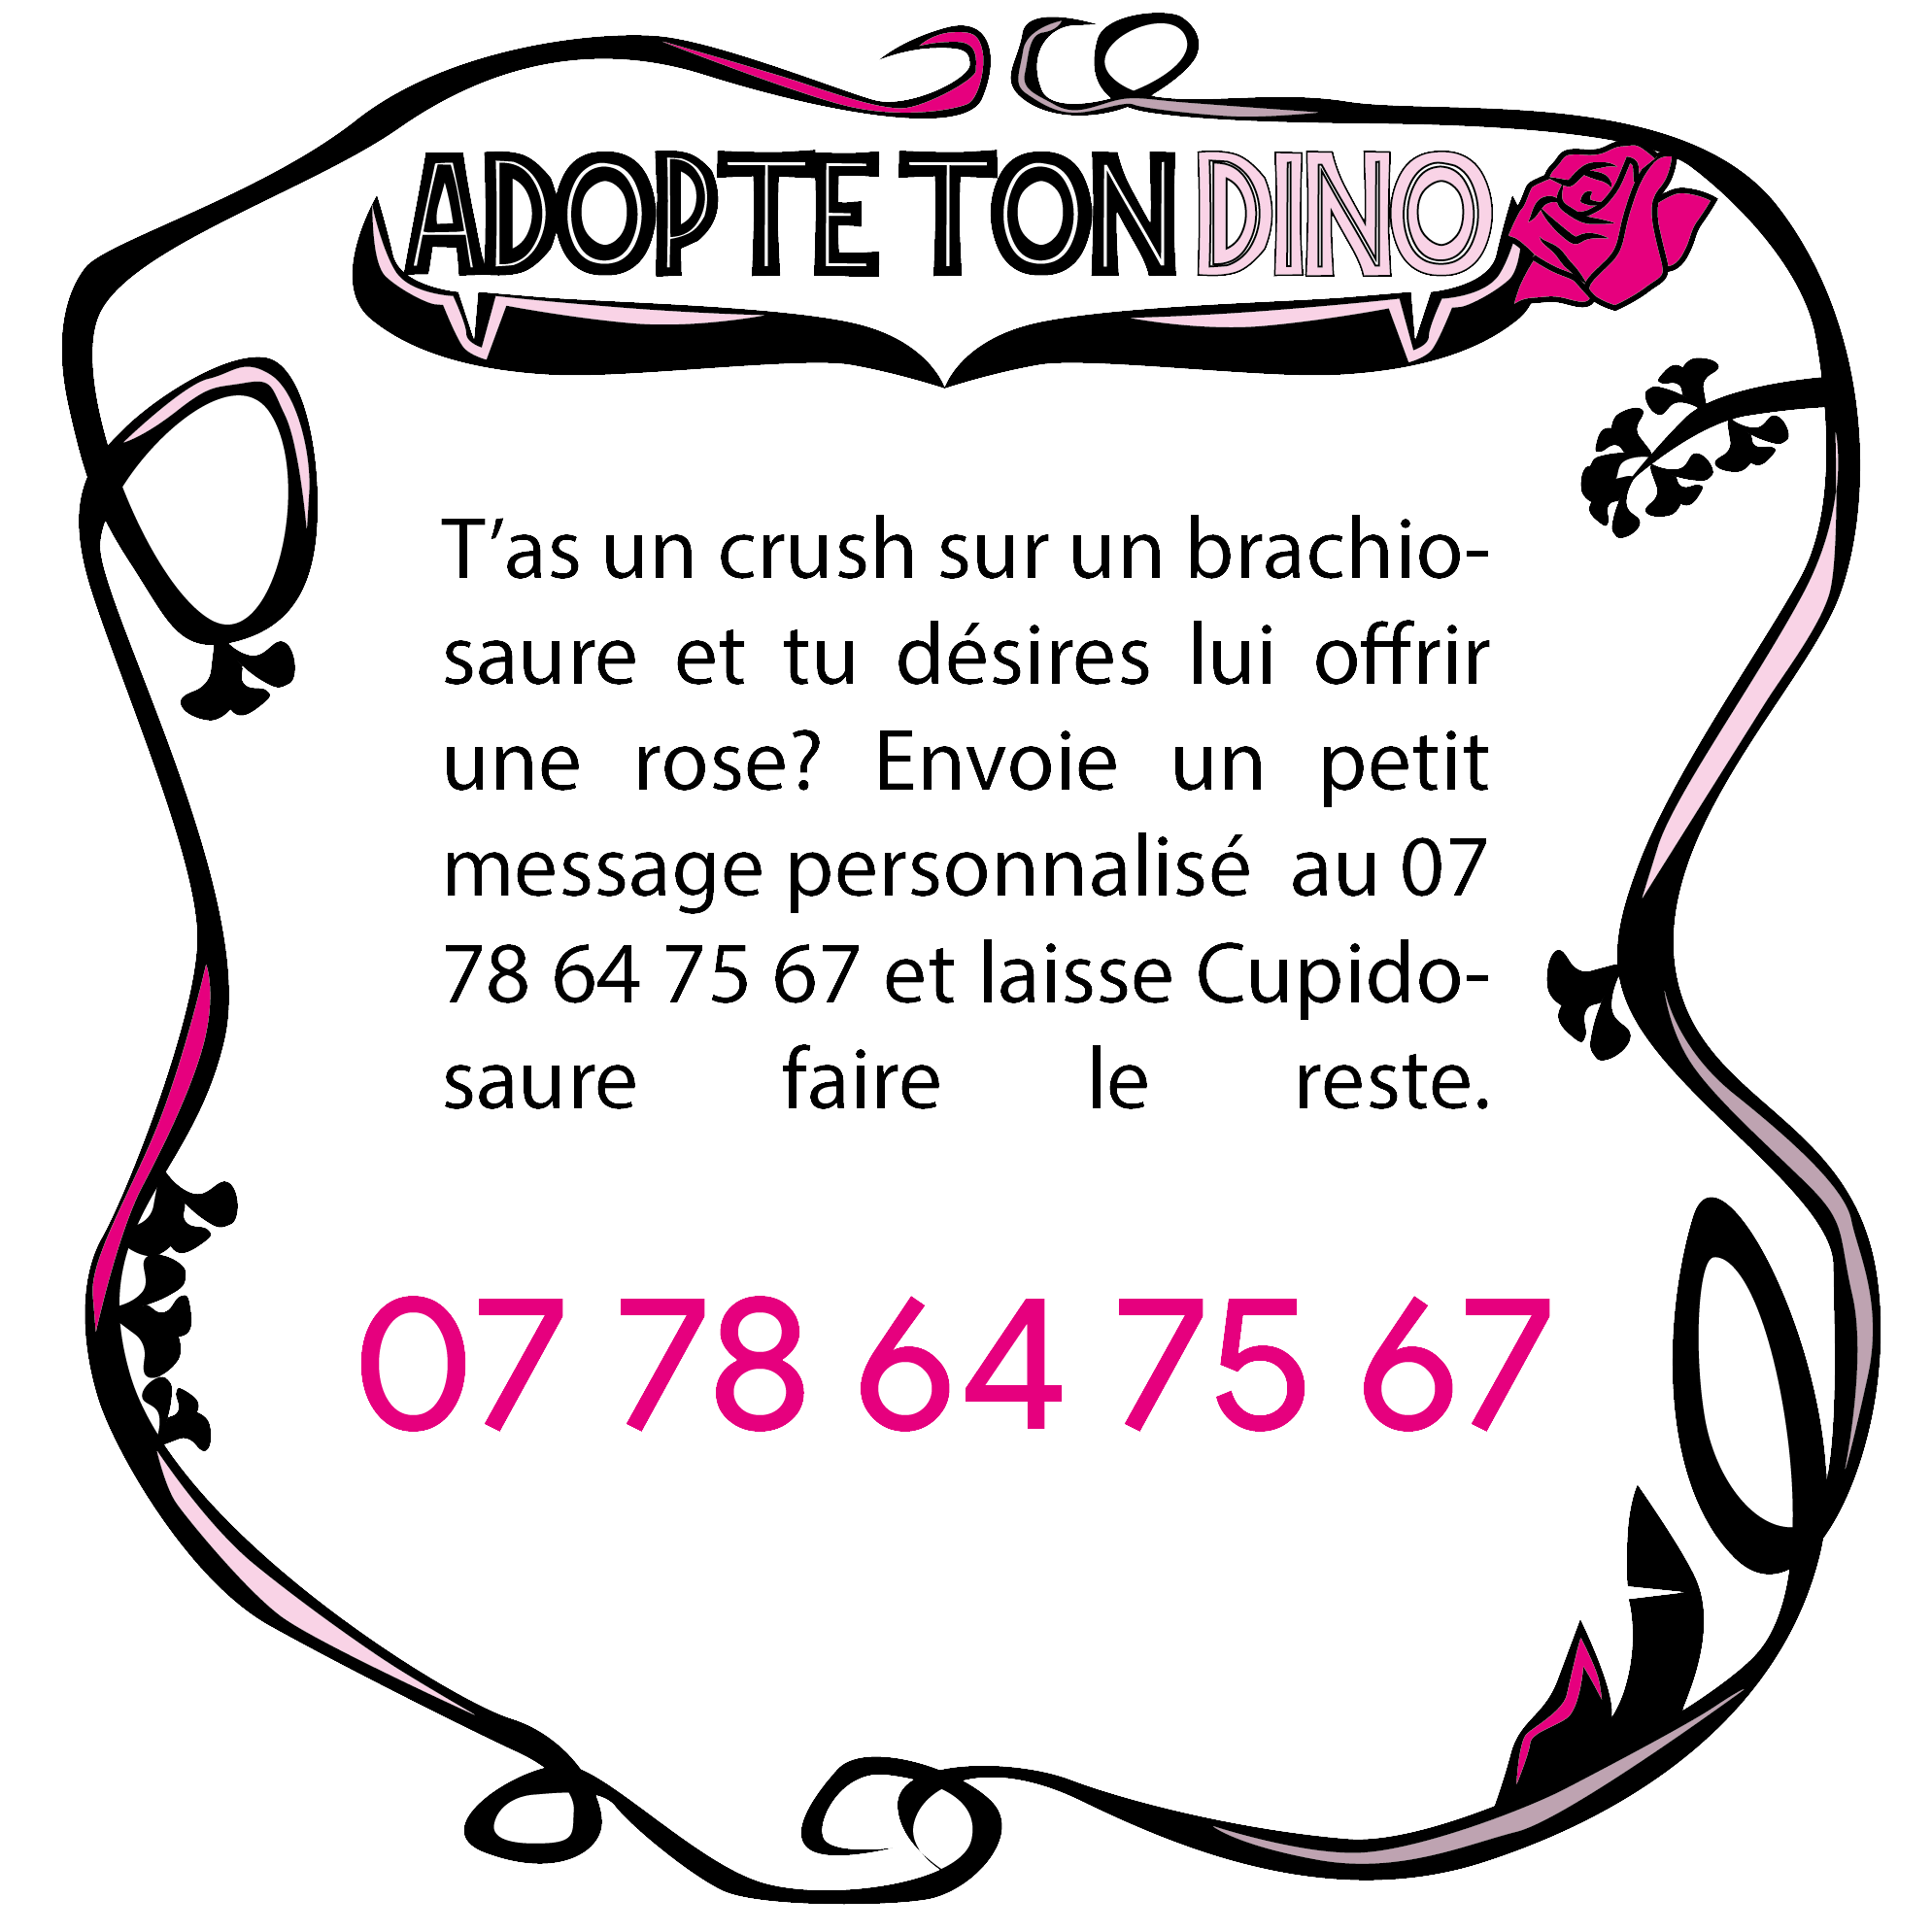 ADOPTE TON DINO
T’as un crush sur un brachio-
saure et tu désires lui offrir
une rose? Envoie un petit
message personnalisé au 07
78 64 75 67 et laisse Cupido-
saure faire le reste.
07 78 64 75 67